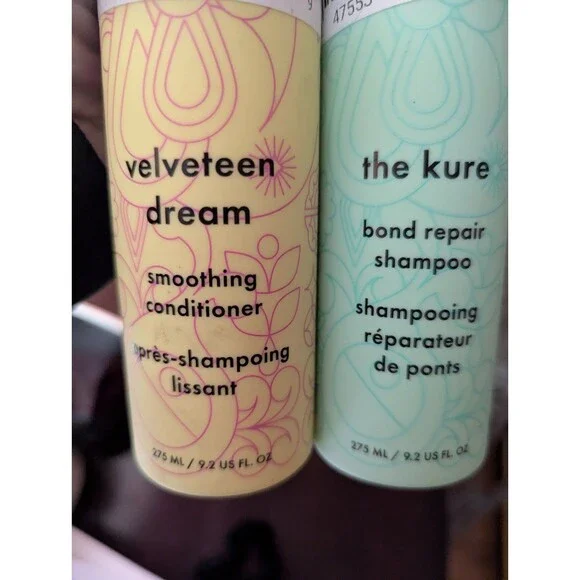 velveteen
dream
smoothing
conditioner
après-shampoing
lissant
275 ML / 9.2 US FL. OZ
47555
the kure
bond repair
shampoo
shampooing
réparateur
de ponts
275 ML / 9.2 US FL. OZ